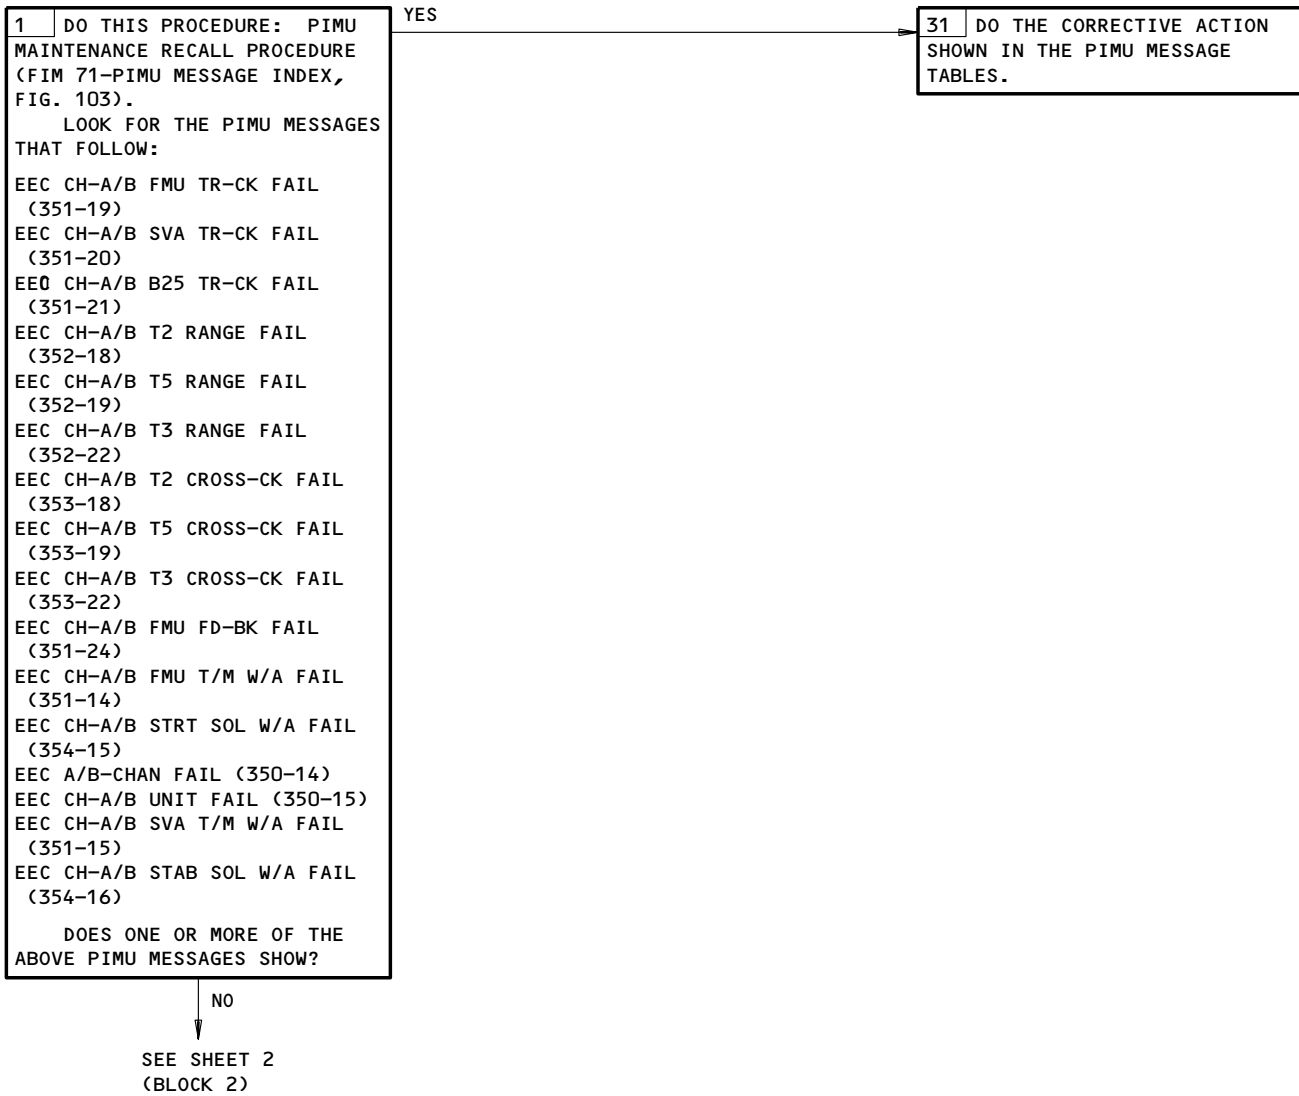 1 DO THIS PROCEDURE: PIMU
MAINTENANCE RECALL PROCEDURE
(FIM 71-PIMU MESSAGE INDEX,
FIG. 103).
LOOK FOR THE PIMU MESSAGES
THAT FOLLOW:
EEC CH-A/B FMU TR-CK FAIL
(351-19)
EEC CH-A/B SVA TR-CK FAIL
(351-20)
EEC CH-A/B B25 TR-CK FAIL
(351-21)
EEC CH-A/B T2 RANGE FAIL
(352-18)
EEC CH-A/B T5 RANGE FAIL
(352-19)
EEC CH-A/B T3 RANGE FAIL
(352-22)
EEC CH-A/B T2 CROSS-CK FAIL
(353-18)
EEC CH-A/B T5 CROSS-CK FAIL
(353-19)
EEC CH-A/B T3 CROSS-CK FAIL
(353-22)
EEC CH-A/B FMU FD-BK FAIL
(351-24)
EEC CH-A/B FMU T/M W/A FAIL
(351-14)
EEC CH-A/B STRT SOL W/A FAIL
(354-15)
EEC A/B-CHAN FAIL (350-14)
EEC CH-A/B UNIT FAIL (350-15)
EEC CH-A/B SVA T/M W/A FAIL
(351-15)
EEC CH-A/B STAB SOL W/A FAIL
(354-16)
DOES ONE OR MORE OF THE
ABOVE PIMU MESSAGES SHOW?
YES
31 DO THE CORRECTIVE ACTION
SHOWN IN THE PIMU MESSAGE
TABLES.
NO
SEE SHEET 2
(BLOCK 2)